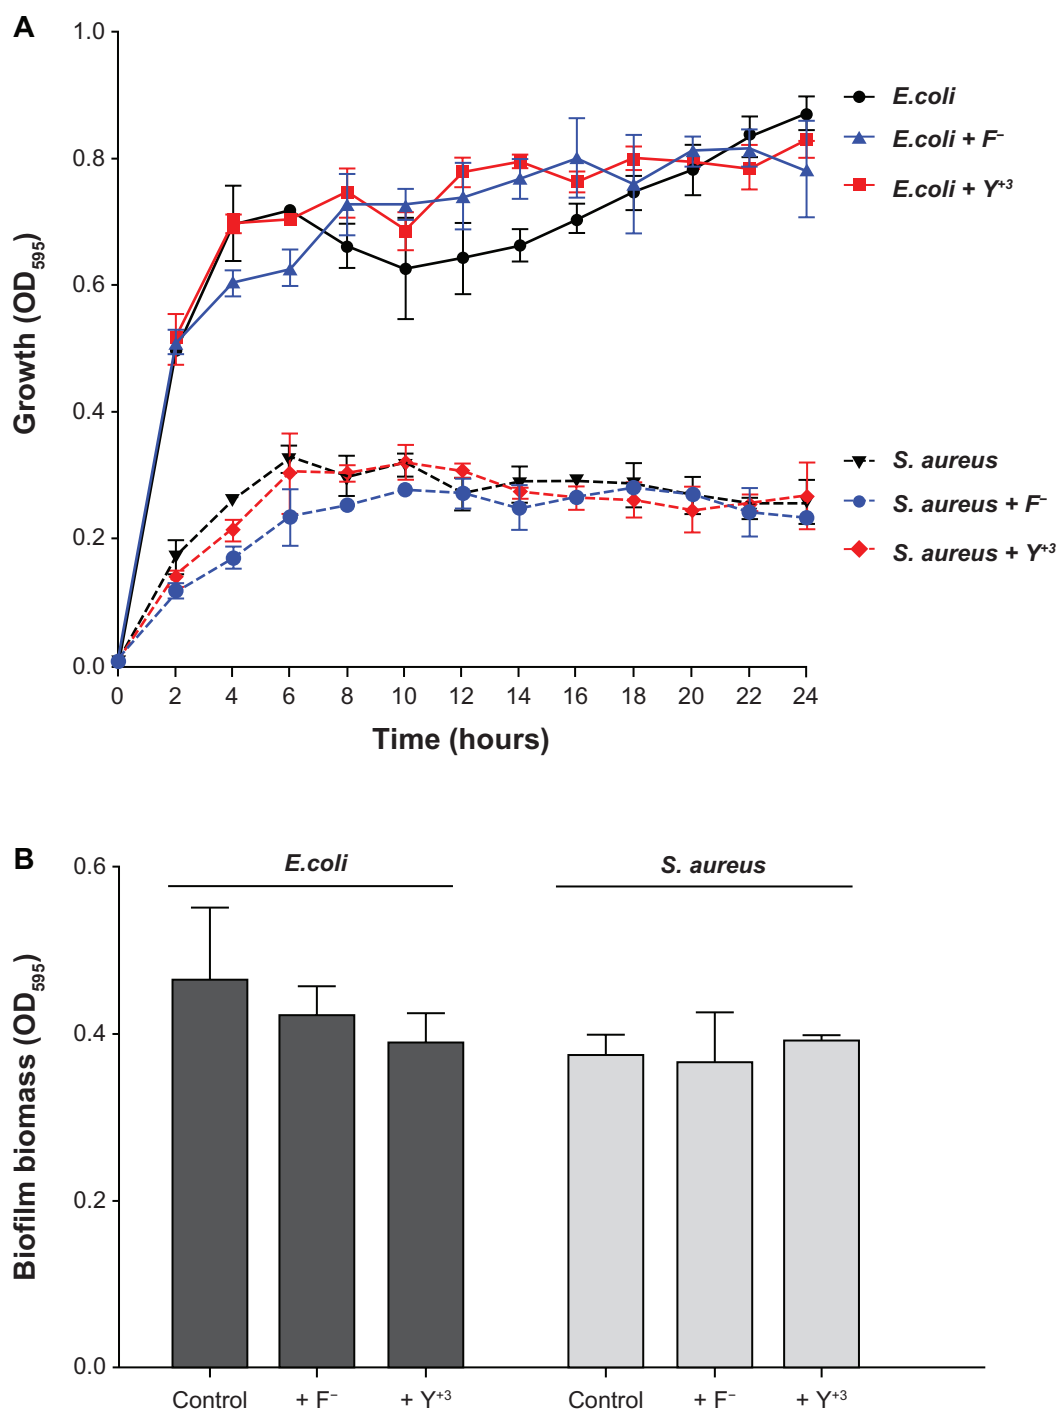 A
1.0
0.8
0.6
0.4
0.2
0.0
Growth (OD595)
0 2 4 6 8 10 12 14 16 18 20 22 24
Time (hours)
E.coli
E.coli + F−
E.coli + Y+3
S. aureus
S. aureus + F−
S. aureus + Y+3
B
E.coli S. aureus
0.6
0.4
0.2
0.0
Biofilm biomass (OD595)
Control + F− + Y+3 Control + F− + Y+3